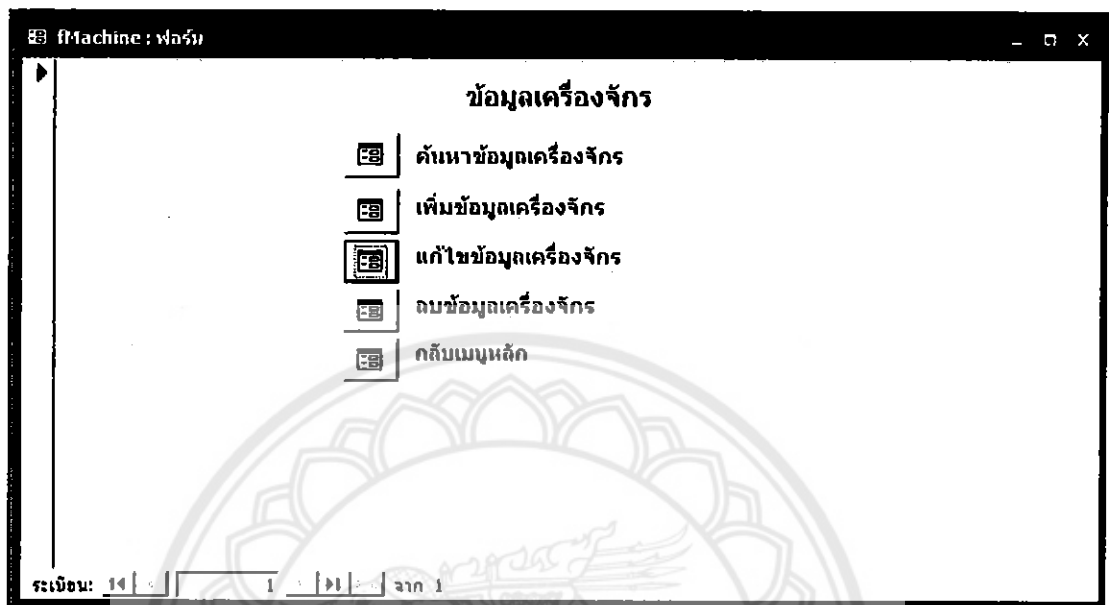 fMachine : ฟอร์ม
ข้อมูลเครื่องจักร
ค้นหาข้อมูลเครื่องจักร
เพิ่มข้อมูลเครื่องจักร
แก้ไขข้อมูลเครื่องจักร
ลบข้อมูลเครื่องจักร
กลับเมนูหลัก
ระเบียน: 1 จาก 1